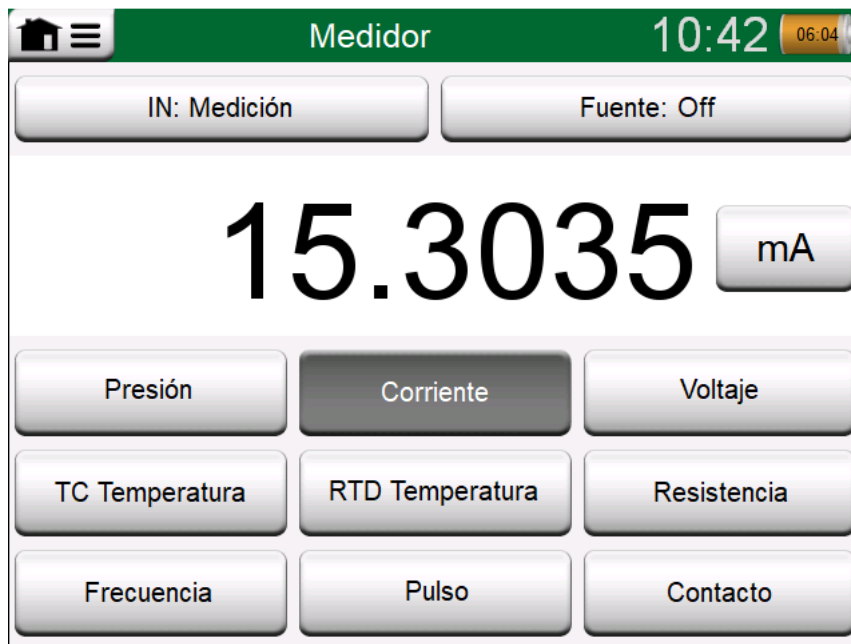 Medidor 10:42 06:04
IN: Medición Fuente: Off
15.3035 mA
Presión Corriente Voltaje
TC Temperatura RTD Temperatura Resistencia
Frecuencia Pulso Contacto